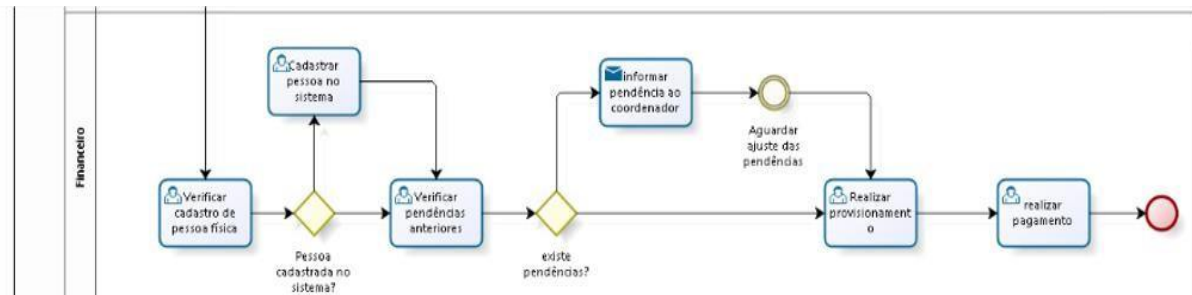 Financeiro
Verificar
cadastro de
pessoa física
Pessoa
cadastrada no
sistema?
Cadastrar
pessoa no
sistema
Verificar
pendências
anteriores
existe
pendências?
informar
pendência ao
coordenador
Aguardar
ajuste das
pendências
Realizar
provisionament
o
realizar
pagamento